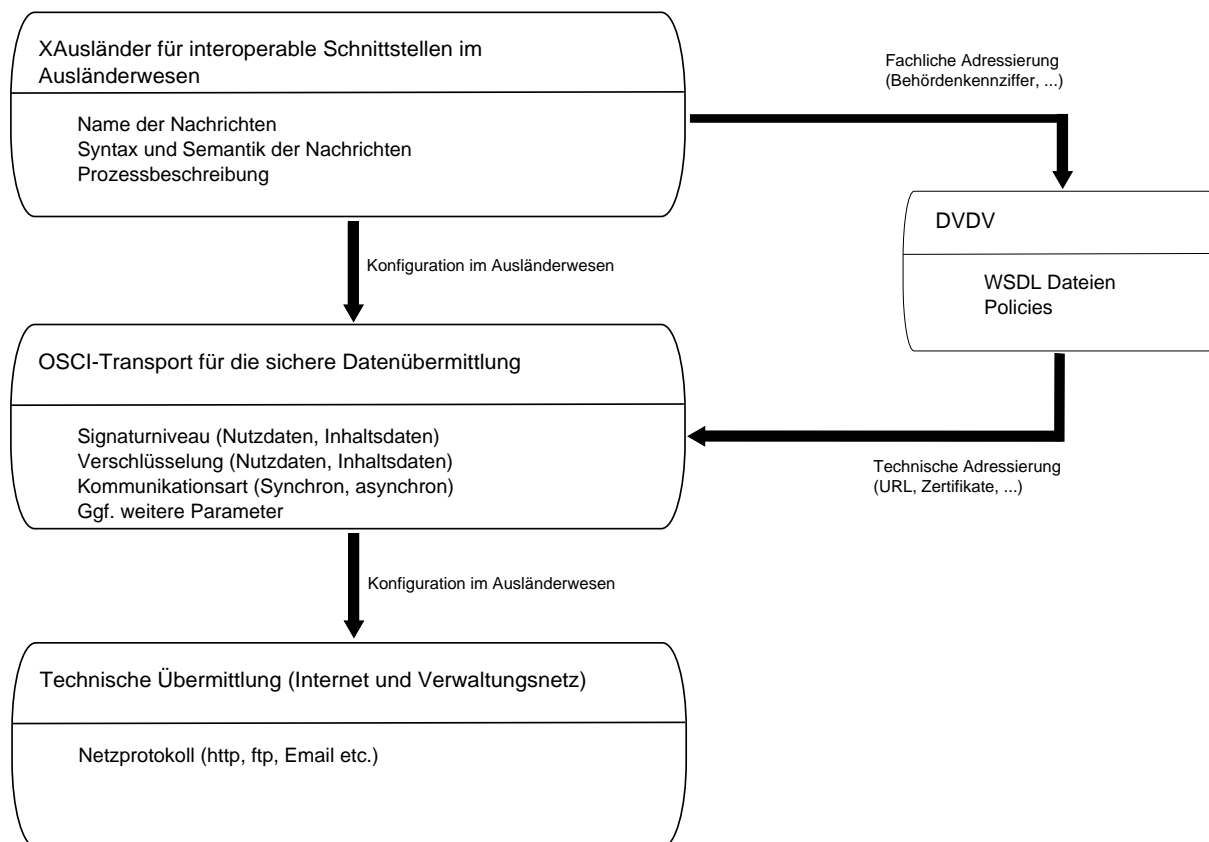 XAusländer für interoperable Schnittstellen im
Ausländerwesen
Name der Nachrichten
Syntax und Semantik der Nachrichten
Prozessbeschreibung
Fachliche Adressierung
(Behördenkennziffer, ...)
DVDV
WSDL Dateien
Policies
Konfiguration im Ausländerwesen
OSCI-Transport für die sichere Datenübermittlung
Signaturniveau (Nutzdaten, Inhaltsdaten)
Verschlüsselung (Nutzdaten, Inhaltsdaten)
Kommunikationsart (Synchron, asynchron)
Ggf. weitere Parameter
Technische Adressierung
(URL, Zertifikate, ...)
Konfiguration im Ausländerwesen
Technische Übermittlung (Internet und Verwaltungsnetz)
Netzprotokoll (http, ftp, Email etc.)